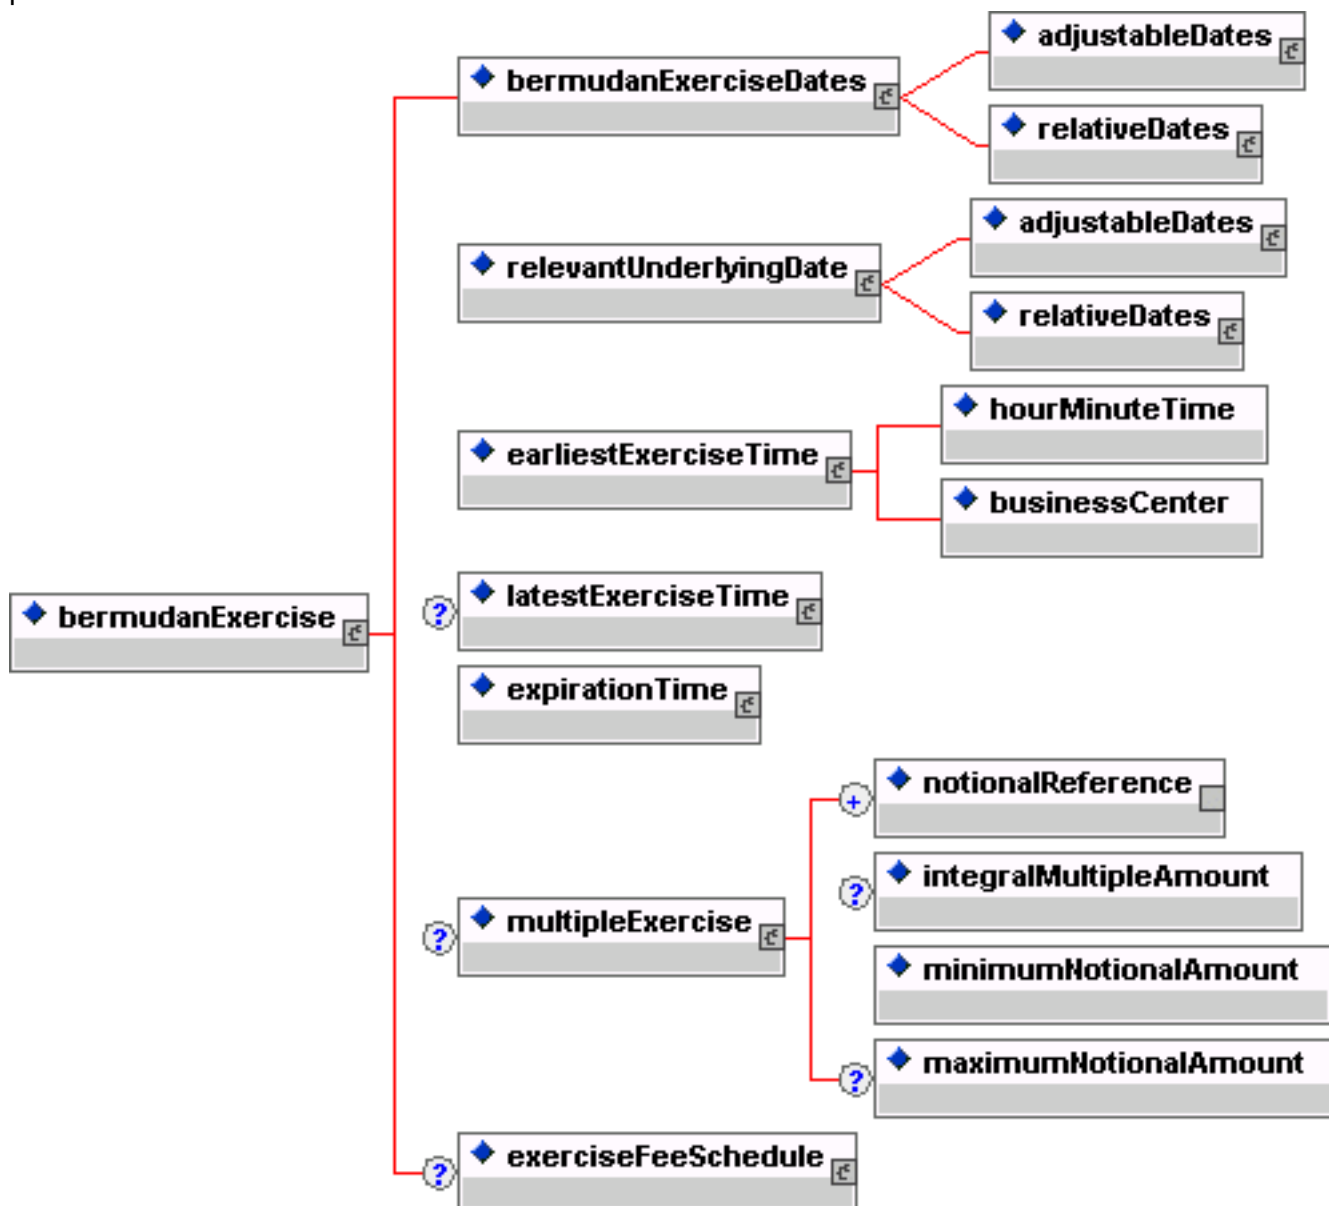 adjustableDates
bermudanExerciseDates
relativeDates
adjustableDates
relevantUnderlyingDate
relativeDates
hourMinuteTime
earliestExerciseTime
businessCenter
? latestExerciseTime
bermudanExercise
expirationTime
+ notionalReference
? integralMultipleAmount
? multipleExercise
minimumNotionalAmount
? maximumNotionalAmount
? exerciseFeeSchedule